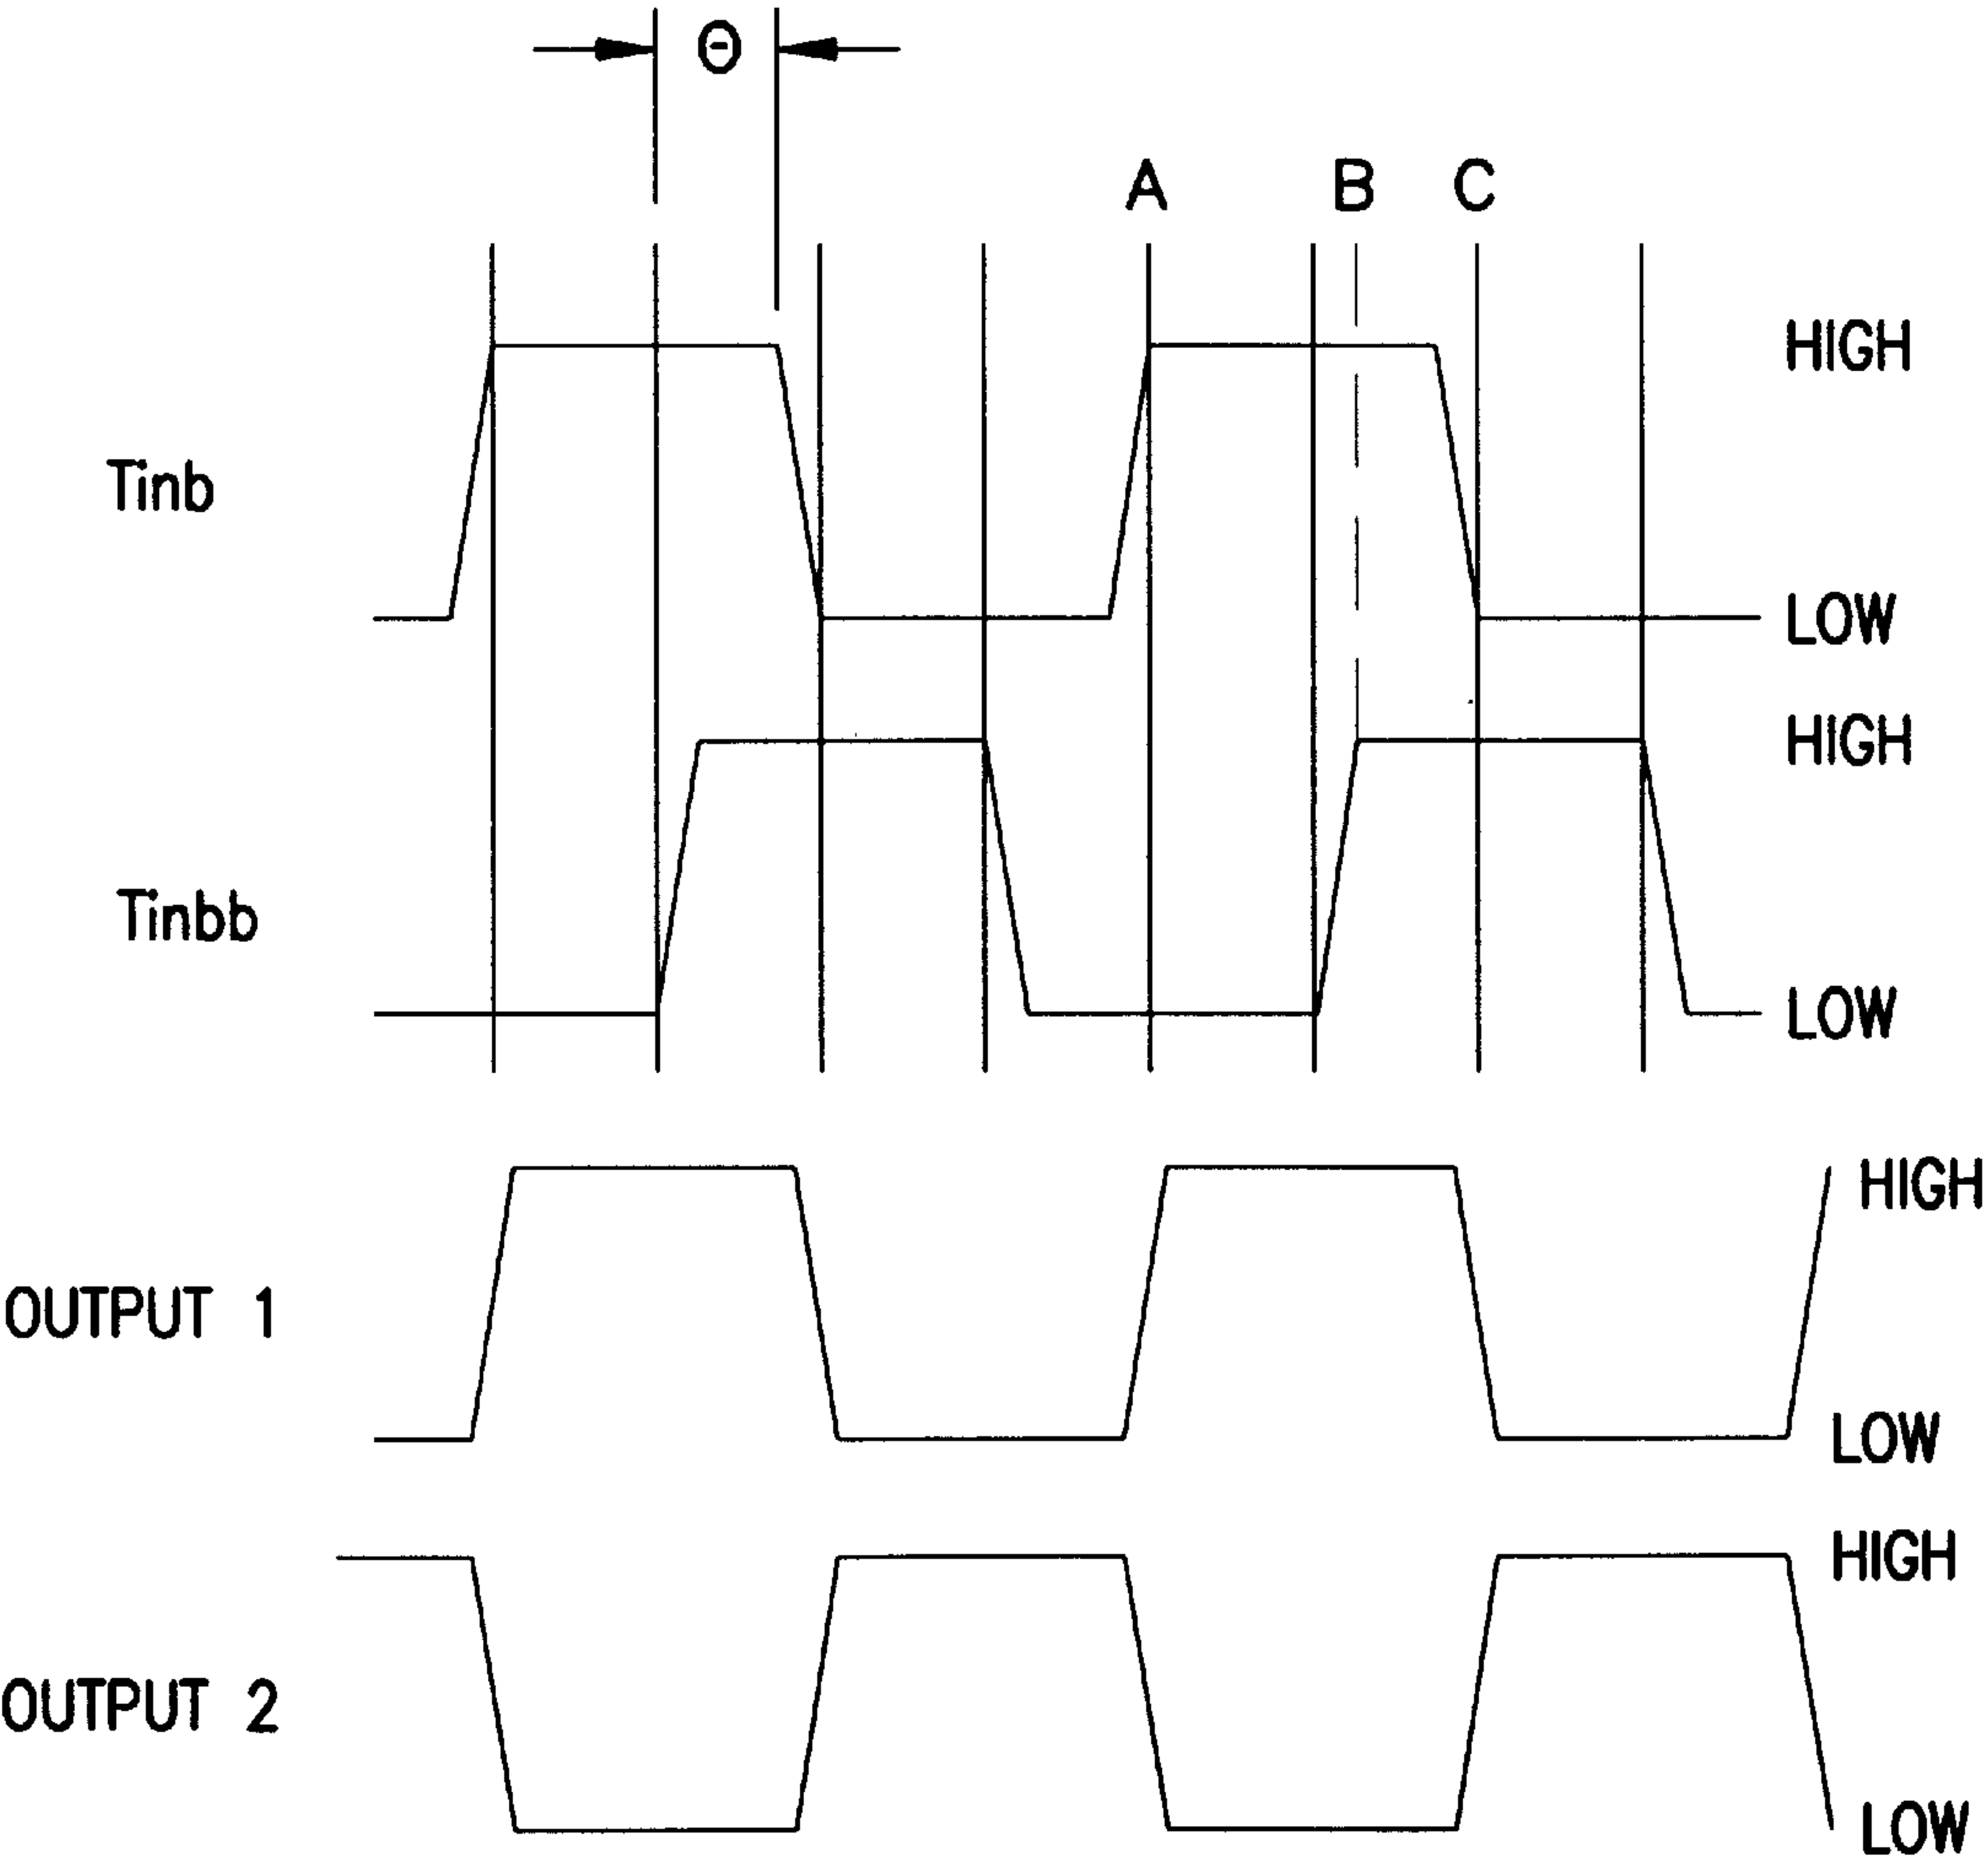 Θ
A B C
HIGH
Tinb
LOW
HIGH
Tinbb
LOW
HIGH
OUTPUT 1
LOW
HIGH
OUTPUT 2
LOW